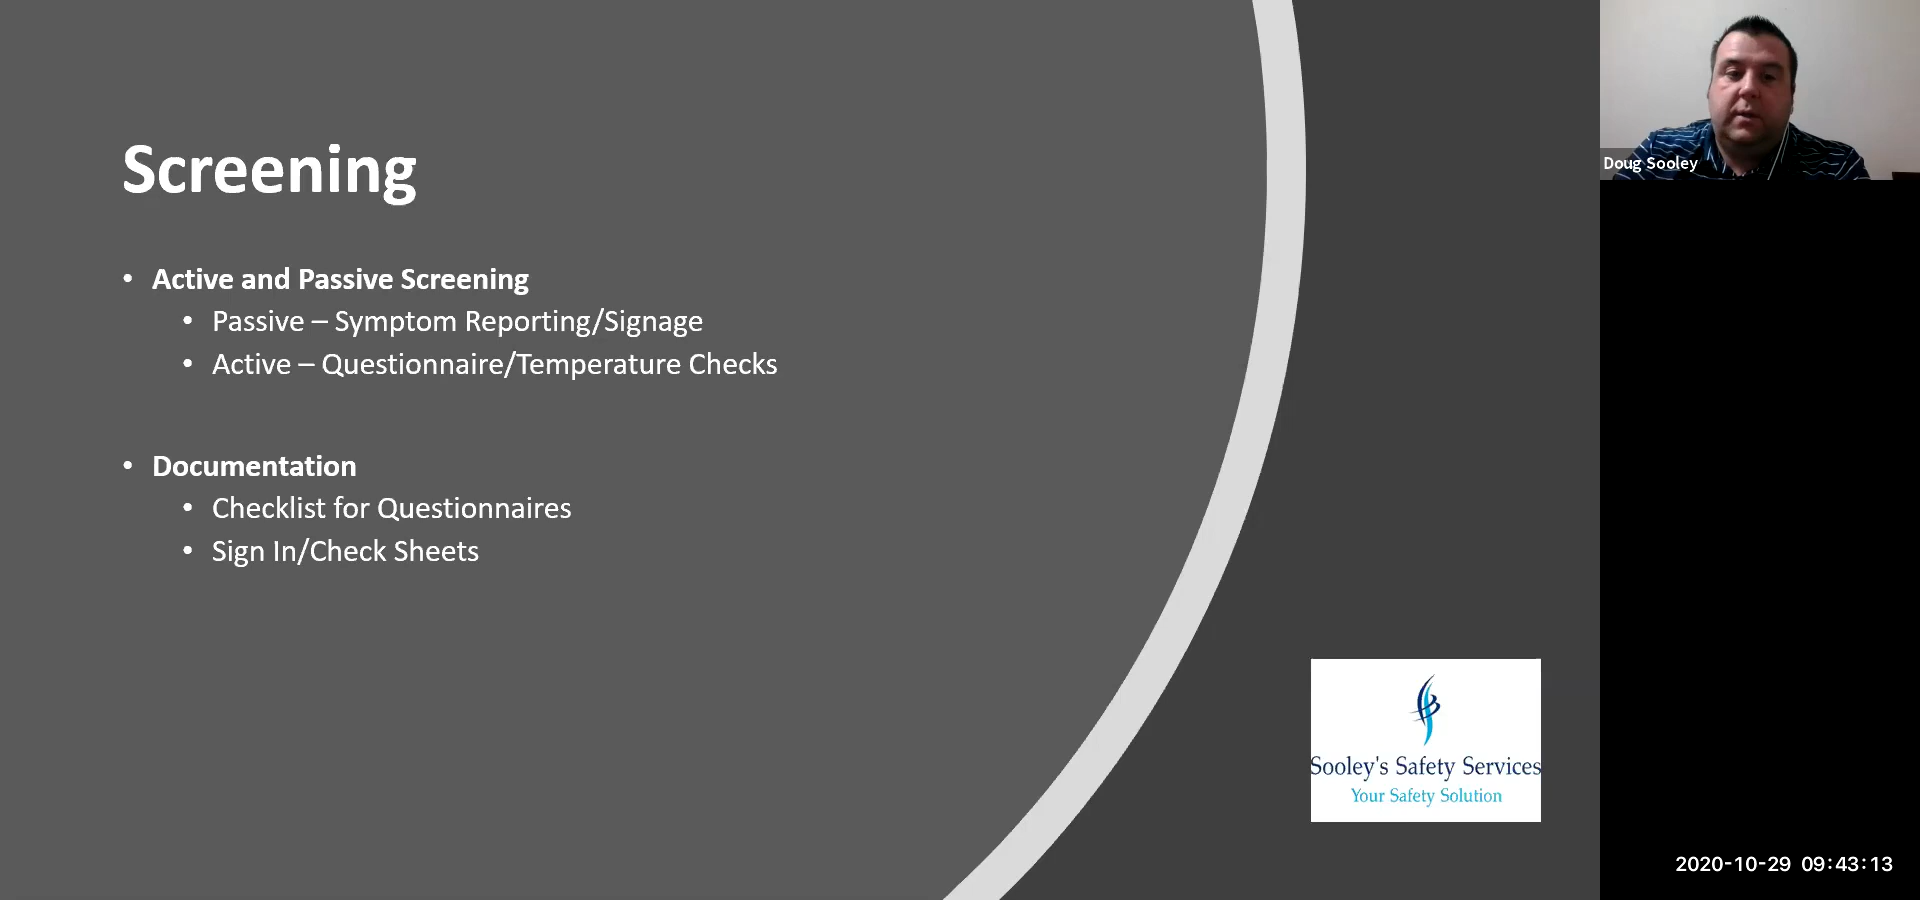 Screening
• Active and Passive Screening
• Passive – Symptom Reporting/Signage
• Active – Questionnaire/Temperature Checks
• Documentation
• Checklist for Questionnaires
• Sign In/Check Sheets
Sooley's Safety Services
Your Safety Solution
Doug Sooley
2020-10-29 09:43:13